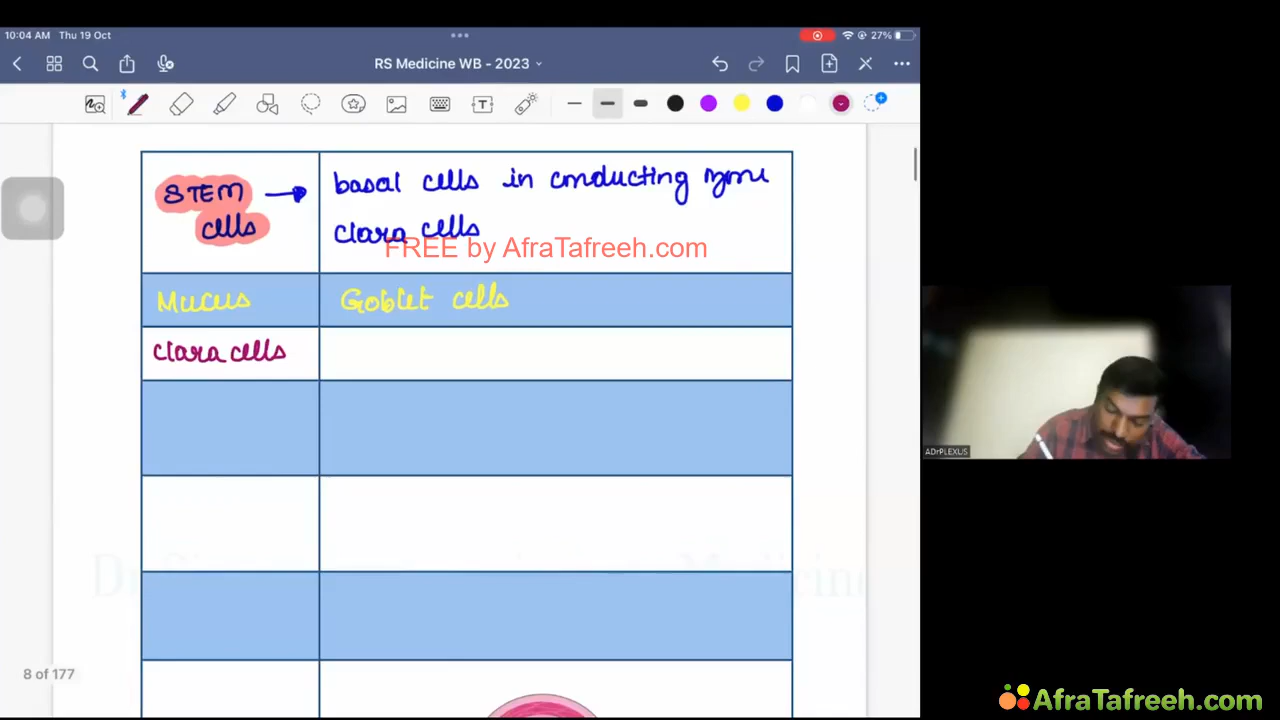 10:04 AM Thu 19 Oct
27%
RS Medicine WB - 2023
STEM cells
basal cells in conducting zone
clara cells
FREE by AfraTafreeh.com
Mucus
Goblet cells
clara cells
8 of 177
ADrPLEXUS
AfraTafreeh.com